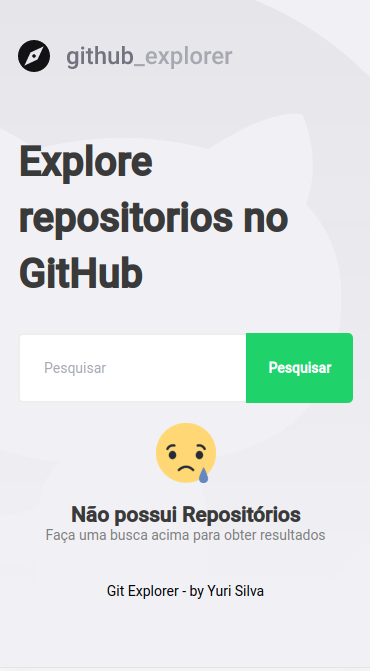 github_explorer
Explore
repositorios no
GitHub
Pesquisar
Pesquisar
Não possui Repositórios
Faça uma busca acima para obter resultados
Git Explorer - by Yuri Silva